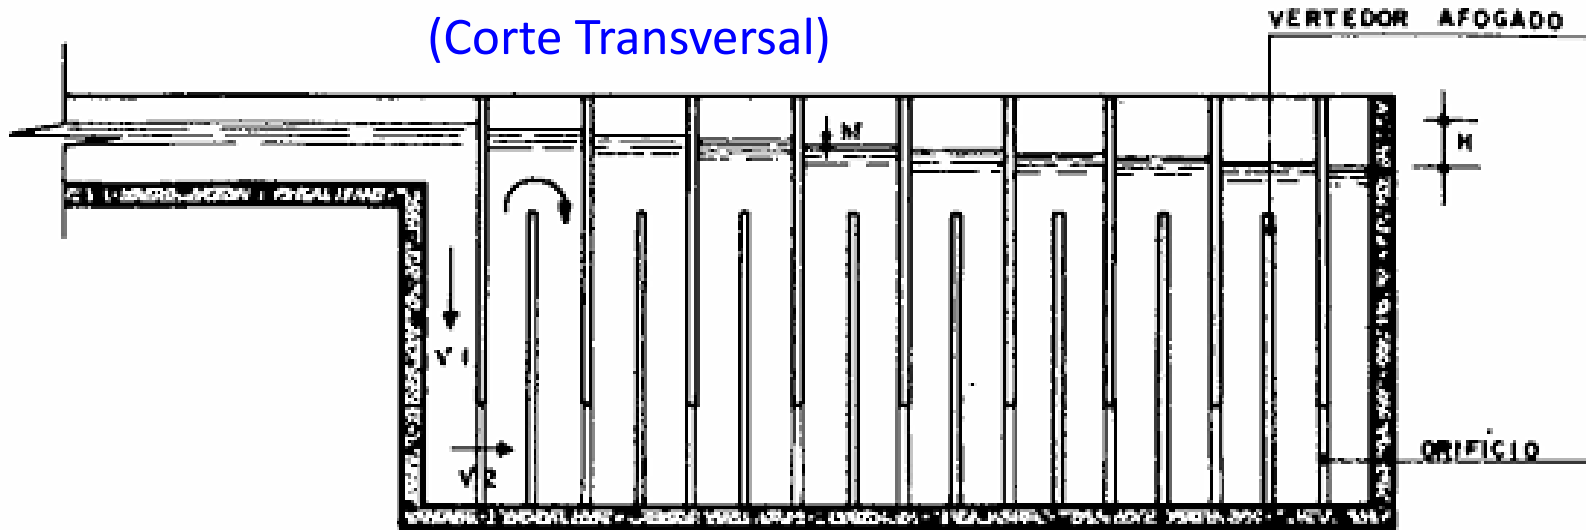 (Corte Transversal)
VERTEDOR AFOGADO
H
V1
V2
ORIFÍCIO